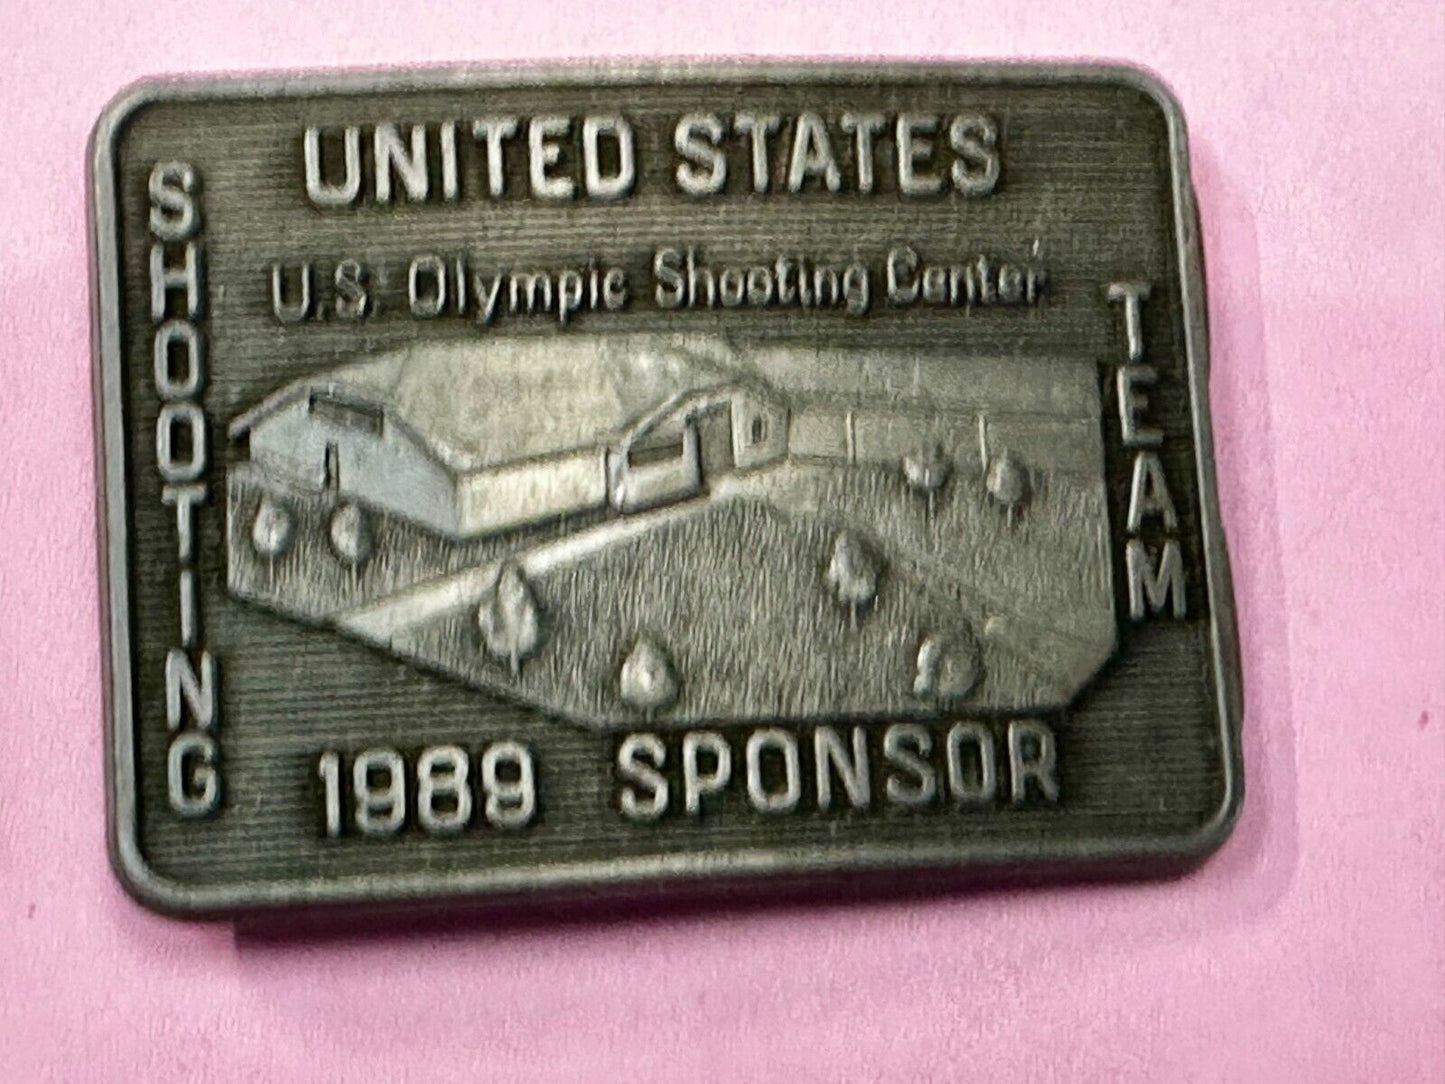 UNITED STATES
SHOOTING
TEAM
U.S. Olympic Shooting Center
1989 SPONSOR